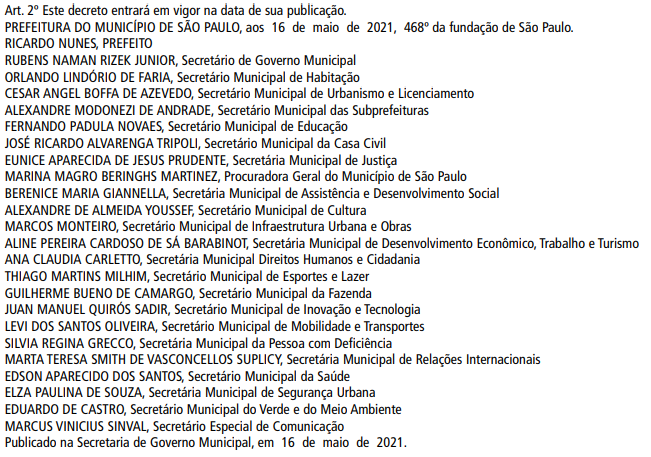 Art. 2º Este decreto entrará em vigor na data de sua publicação.
PREFEITURA DO MUNICÍPIO DE SÃO PAULO, aos 16 de maio de 2021, 468º da fundação de São Paulo.
RICARDO NUNES, PREFEITO
RUBENS NAMAN RIZEK JUNIOR, Secretário de Governo Municipal
ORLANDO LINDÓRIO DE FARIA, Secretário Municipal de Habitação
CESAR ANGEL BOFFA DE AZEVEDO, Secretário Municipal de Urbanismo e Licenciamento
ALEXANDRE MODONEZI DE ANDRADE, Secretário Municipal das Subprefeituras
FERNANDO PADULA NOVAES, Secretário Municipal de Educação
JOSÉ RICARDO ALVARENGA TRIPOLI, Secretário Municipal da Casa Civil
EUNICE APARECIDA DE JESUS PRUDENTE, Secretária Municipal de Justiça
MARINA MAGRO BERINGHS MARTINEZ, Procuradora Geral do Município de São Paulo
BERENICE MARIA GIANNELLA, Secretária Municipal de Assistência e Desenvolvimento Social
ALEXANDRE DE ALMEIDA YOUSSEF, Secretário Municipal de Cultura
MARCOS MONTEIRO, Secretário Municipal de Infraestrutura Urbana e Obras
ALINE PEREIRA CARDOSO DE SÁ BARABINOT, Secretária Municipal de Desenvolvimento Econômico, Trabalho e Turismo
ANA CLAUDIA CARLETTO, Secretária Municipal Direitos Humanos e Cidadania
THIAGO MARTINS MILHIM, Secretário Municipal de Esportes e Lazer
GUILHERME BUENO DE CAMARGO, Secretário Municipal da Fazenda
JUAN MANUEL QUIRÓS SADIR, Secretário Municipal de Inovação e Tecnologia
LEVI DOS SANTOS OLIVEIRA, Secretário Municipal de Mobilidade e Transportes
SILVIA REGINA GRECCO, Secretária Municipal da Pessoa com Deficiência
MARTA TERESA SMITH DE VASCONCELLOS SUPLICY, Secretária Municipal de Relações Internacionais
EDSON APARECIDO DOS SANTOS, Secretário Municipal da Saúde
ELZA PAULINA DE SOUZA, Secretária Municipal de Segurança Urbana
EDUARDO DE CASTRO, Secretário Municipal do Verde e do Meio Ambiente
MARCUS VINICIUS SINVAL, Secretário Especial de Comunicação
Publicado na Secretaria de Governo Municipal, em 16 de maio de 2021.